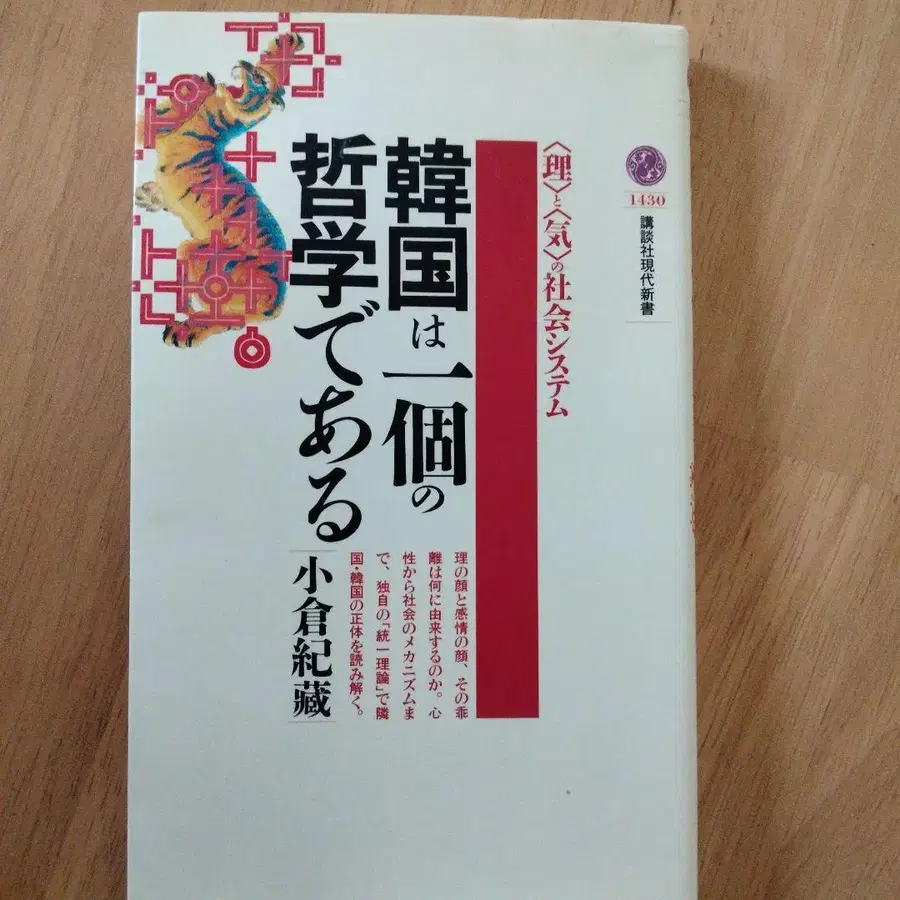 1430
講談社現代新書
〈理〉と〈気〉の社会システム
韓国は一個の
哲学である
小倉紀藏
理の顔と感情の顔、その乖
離は何に由来するのか。心
性から社会のメカニズムま
で、独自の「統一理論」で隣
国・韓国の正体を読み解く。